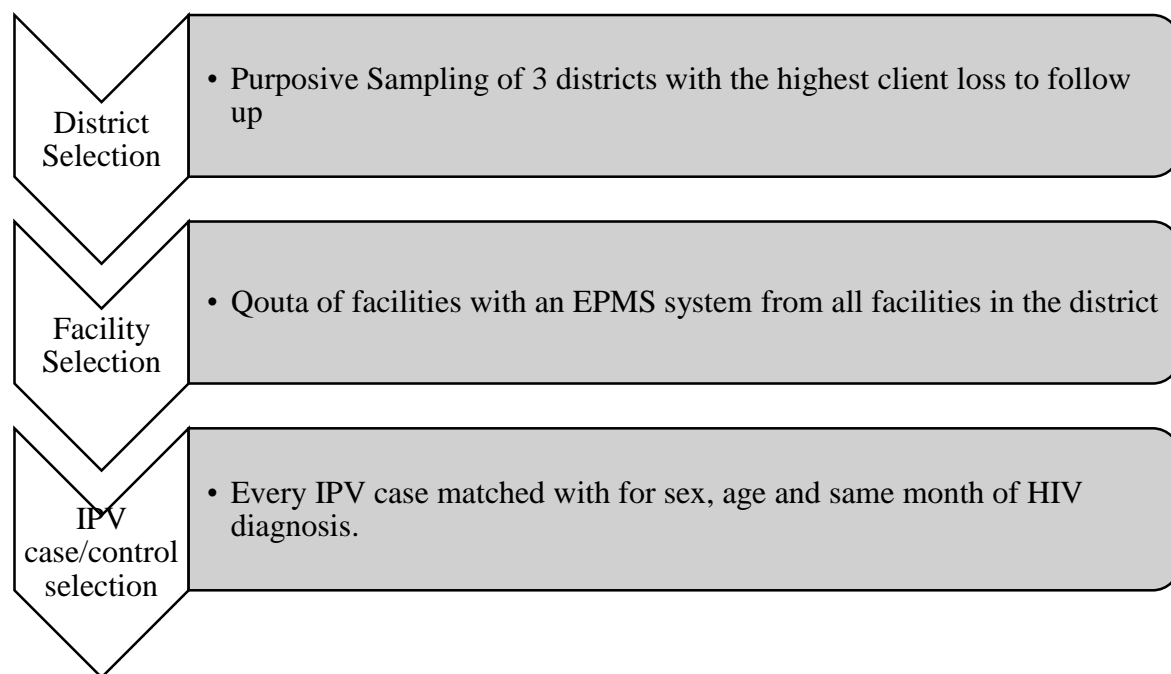 District
Selection
• Purposive Sampling of 3 districts with the highest client loss to follow
up
Facility
Selection
• Qouta of facilities with an EPMS system from all facilities in the district
IPV
case/control
selection
• Every IPV case matched with for sex, age and same month of HIV
diagnosis.